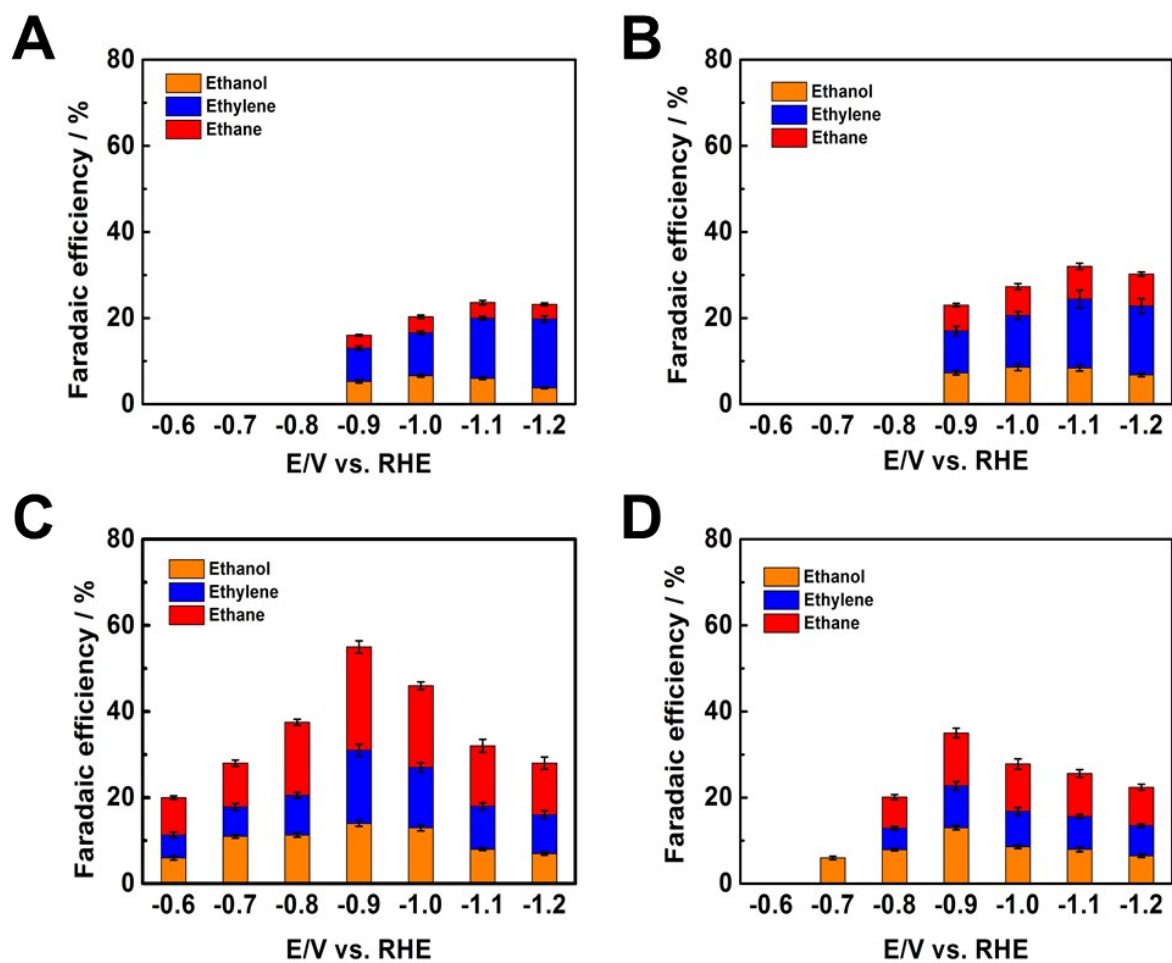 A
Faradaic efficiency / %
80
60
40
20
0
Ethanol
Ethylene
Ethane
-0.6 -0.7 -0.8 -0.9 -1.0 -1.1 -1.2
E/V vs. RHE
B
Faradaic efficiency / %
80
60
40
20
0
Ethanol
Ethylene
Ethane
-0.6 -0.7 -0.8 -0.9 -1.0 -1.1 -1.2
E/V vs. RHE
C
Faradaic efficiency / %
80
60
40
20
0
Ethanol
Ethylene
Ethane
-0.6 -0.7 -0.8 -0.9 -1.0 -1.1 -1.2
E/V vs. RHE
D
Faradaic efficiency / %
80
60
40
20
0
Ethanol
Ethylene
Ethane
-0.6 -0.7 -0.8 -0.9 -1.0 -1.1 -1.2
E/V vs. RHE